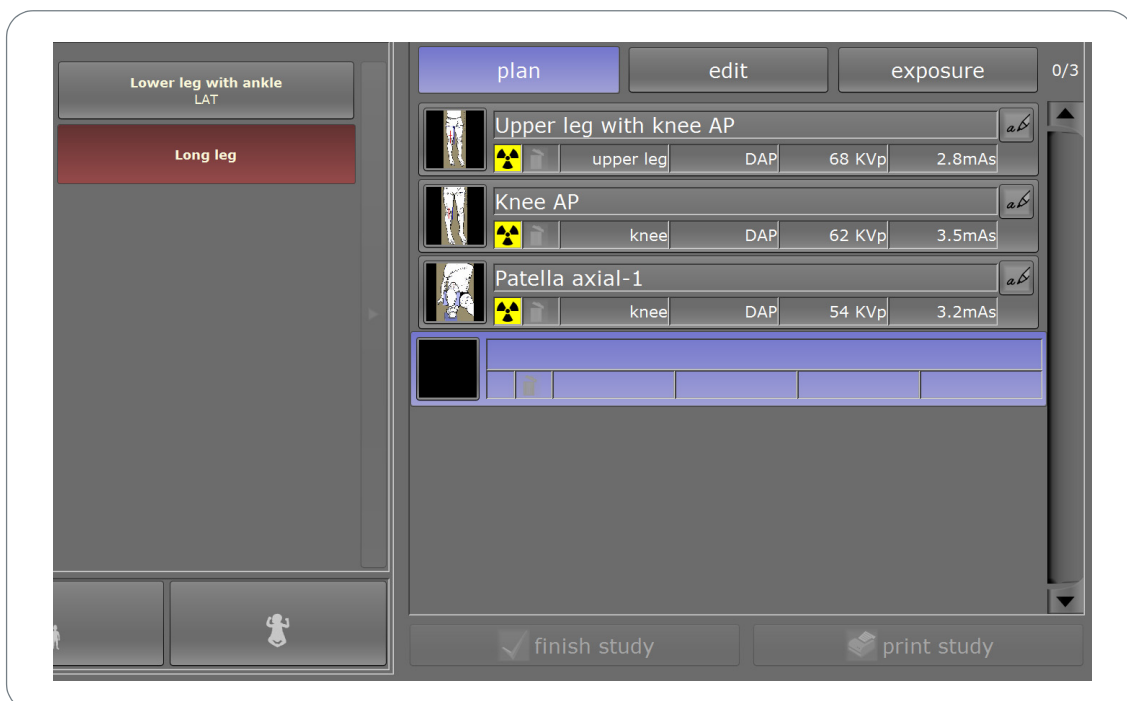 Lower leg with ankle
LAT
Long leg
plan edit exposure 0/3
Upper leg with knee AP
upper leg DAP 68 KVp 2.8mAs
Knee AP
knee DAP 62 KVp 3.5mAs
Patella axial-1
knee DAP 54 KVp 3.2mAs
finish study print study